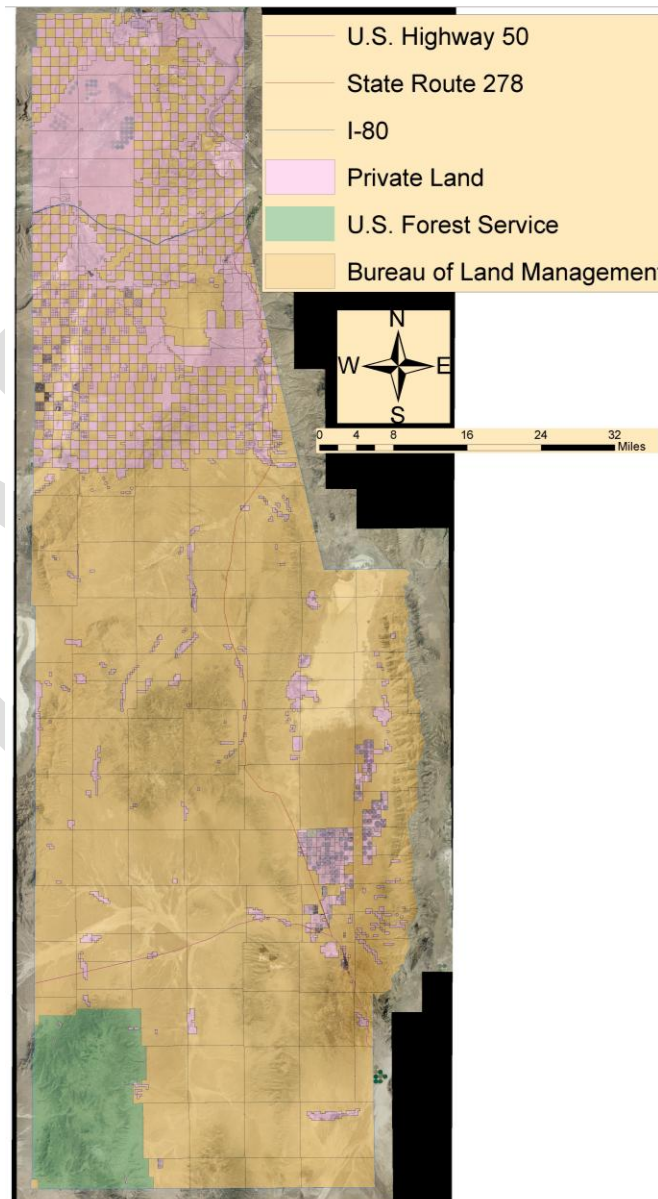 U.S. Highway 50
State Route 278
I-80
Private Land
U.S. Forest Service
Bureau of Land Management
N
W E
S
0 4 8 16 24 32
Miles